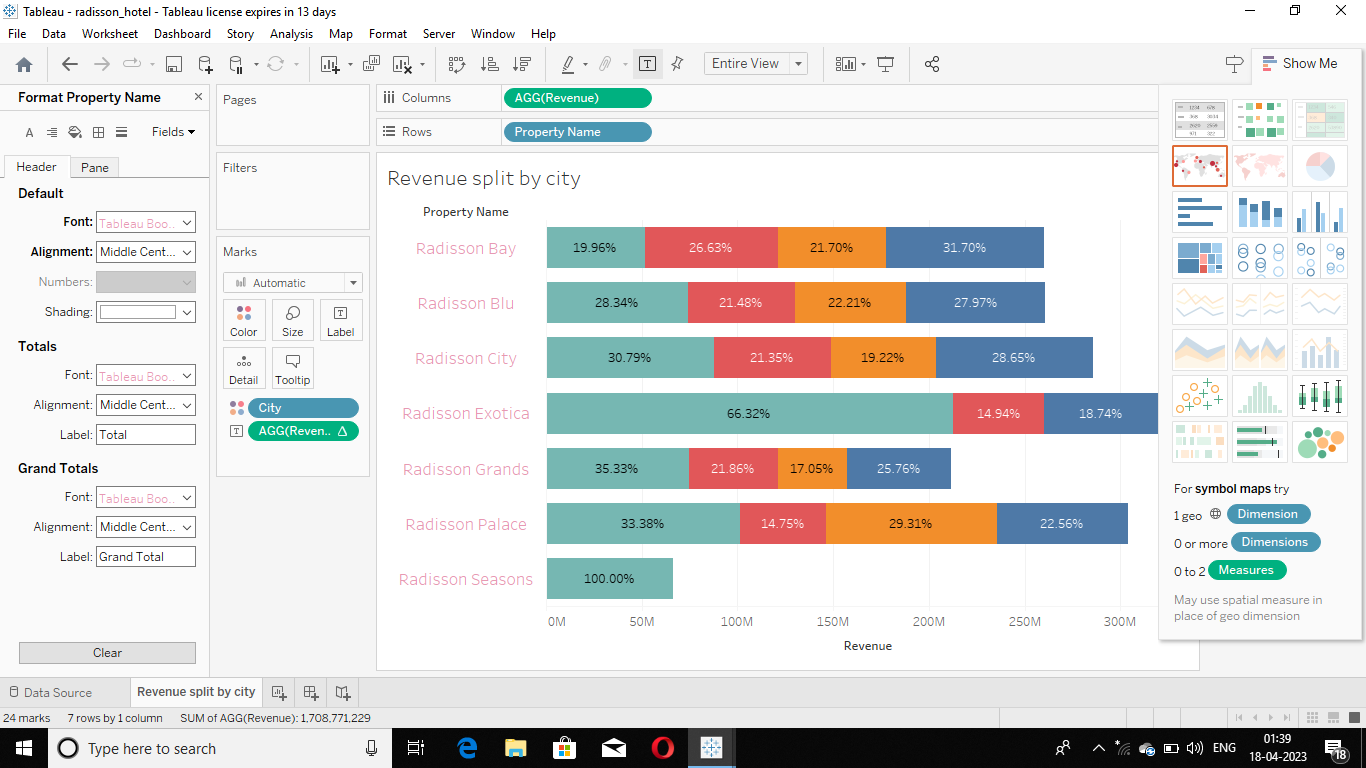 Tableau - radisson_hotel - Tableau license expires in 13 days
File Data Worksheet Dashboard Story Analysis Map Format Server Window Help
Entire View
Show Me
Format Property Name
Fields
Header Pane
Default
Font: Tableau Boo..
Alignment: Middle Cent...
Numbers:
Shading:
Totals
Font: Tableau Boo..
Alignment: Middle Cent...
Label: Total
Grand Totals
Font: Tableau Boo..
Alignment: Middle Cent...
Label: Grand Total
Clear
Pages
Filters
Marks
Automatic
Color Size Label
Detail Tooltip
City
AGG(Reven.. Δ
Columns AGG(Revenue)
Rows Property Name
Revenue split by city
Property Name
Radisson Bay 19.96% 26.63% 21.70% 31.70%
Radisson Blu 28.34% 21.48% 22.21% 27.97%
Radisson City 30.79% 21.35% 19.22% 28.65%
Radisson Exotica 66.32% 14.94% 18.74%
Radisson Grands 35.33% 21.86% 17.05% 25.76%
Radisson Palace 33.38% 14.75% 29.31% 22.56%
Radisson Seasons 100.00%
0M 50M 100M 150M 200M 250M 300M
Revenue
For symbol maps try
1 geo Dimension
0 or more Dimensions
0 to 2 Measures
May use spatial measure in
place of geo dimension
Data Source Revenue split by city
24 marks 7 rows by 1 column SUM of AGG(Revenue): 1,708,771,229
Type here to search
ENG
01:39
18-04-2023
18